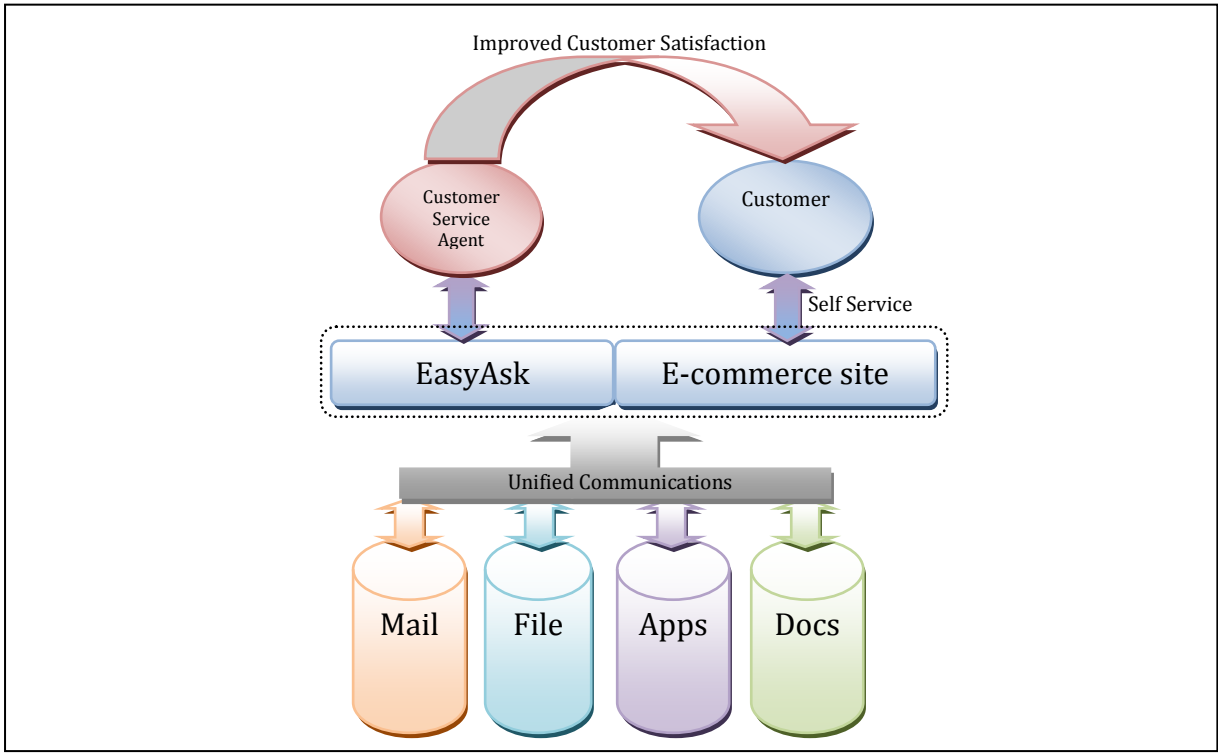 Improved Customer Satisfaction
Customer
Service
Agent
Customer
Self Service
EasyAsk
E-commerce site
Unified Communications
Mail
File
Apps
Docs